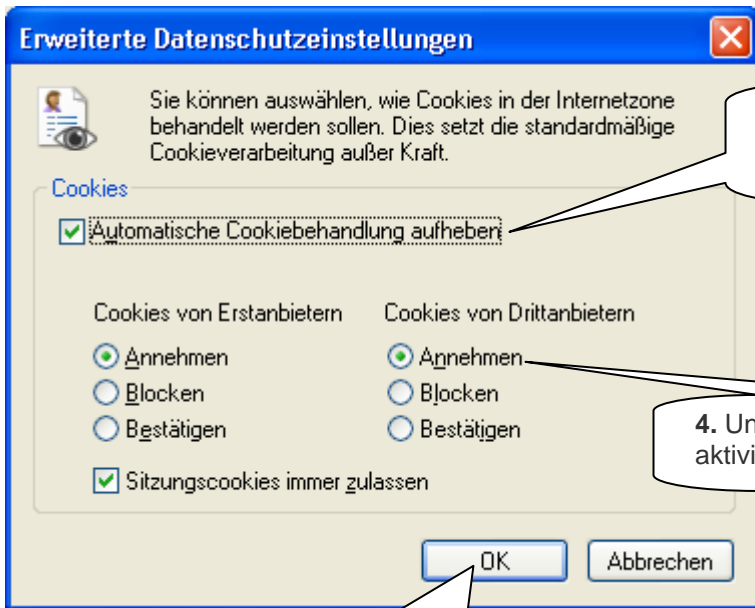 Erweiterte Datenschutzeinstellungen
Sie können auswählen, wie Cookies in der Internetzone
behandelt werden sollen. Dies setzt die standardmäßige
Cookieverarbeitung außer Kraft.
Cookies
Automatische Cookiebehandlung aufheben
Cookies von Erstanbietern Cookies von Drittanbietern
Annehmen Annehmen
Blocken Blocken
Bestätigen Bestätigen
4. Un
aktivi
Sitzungscookies immer zulassen
OK Abbrechen